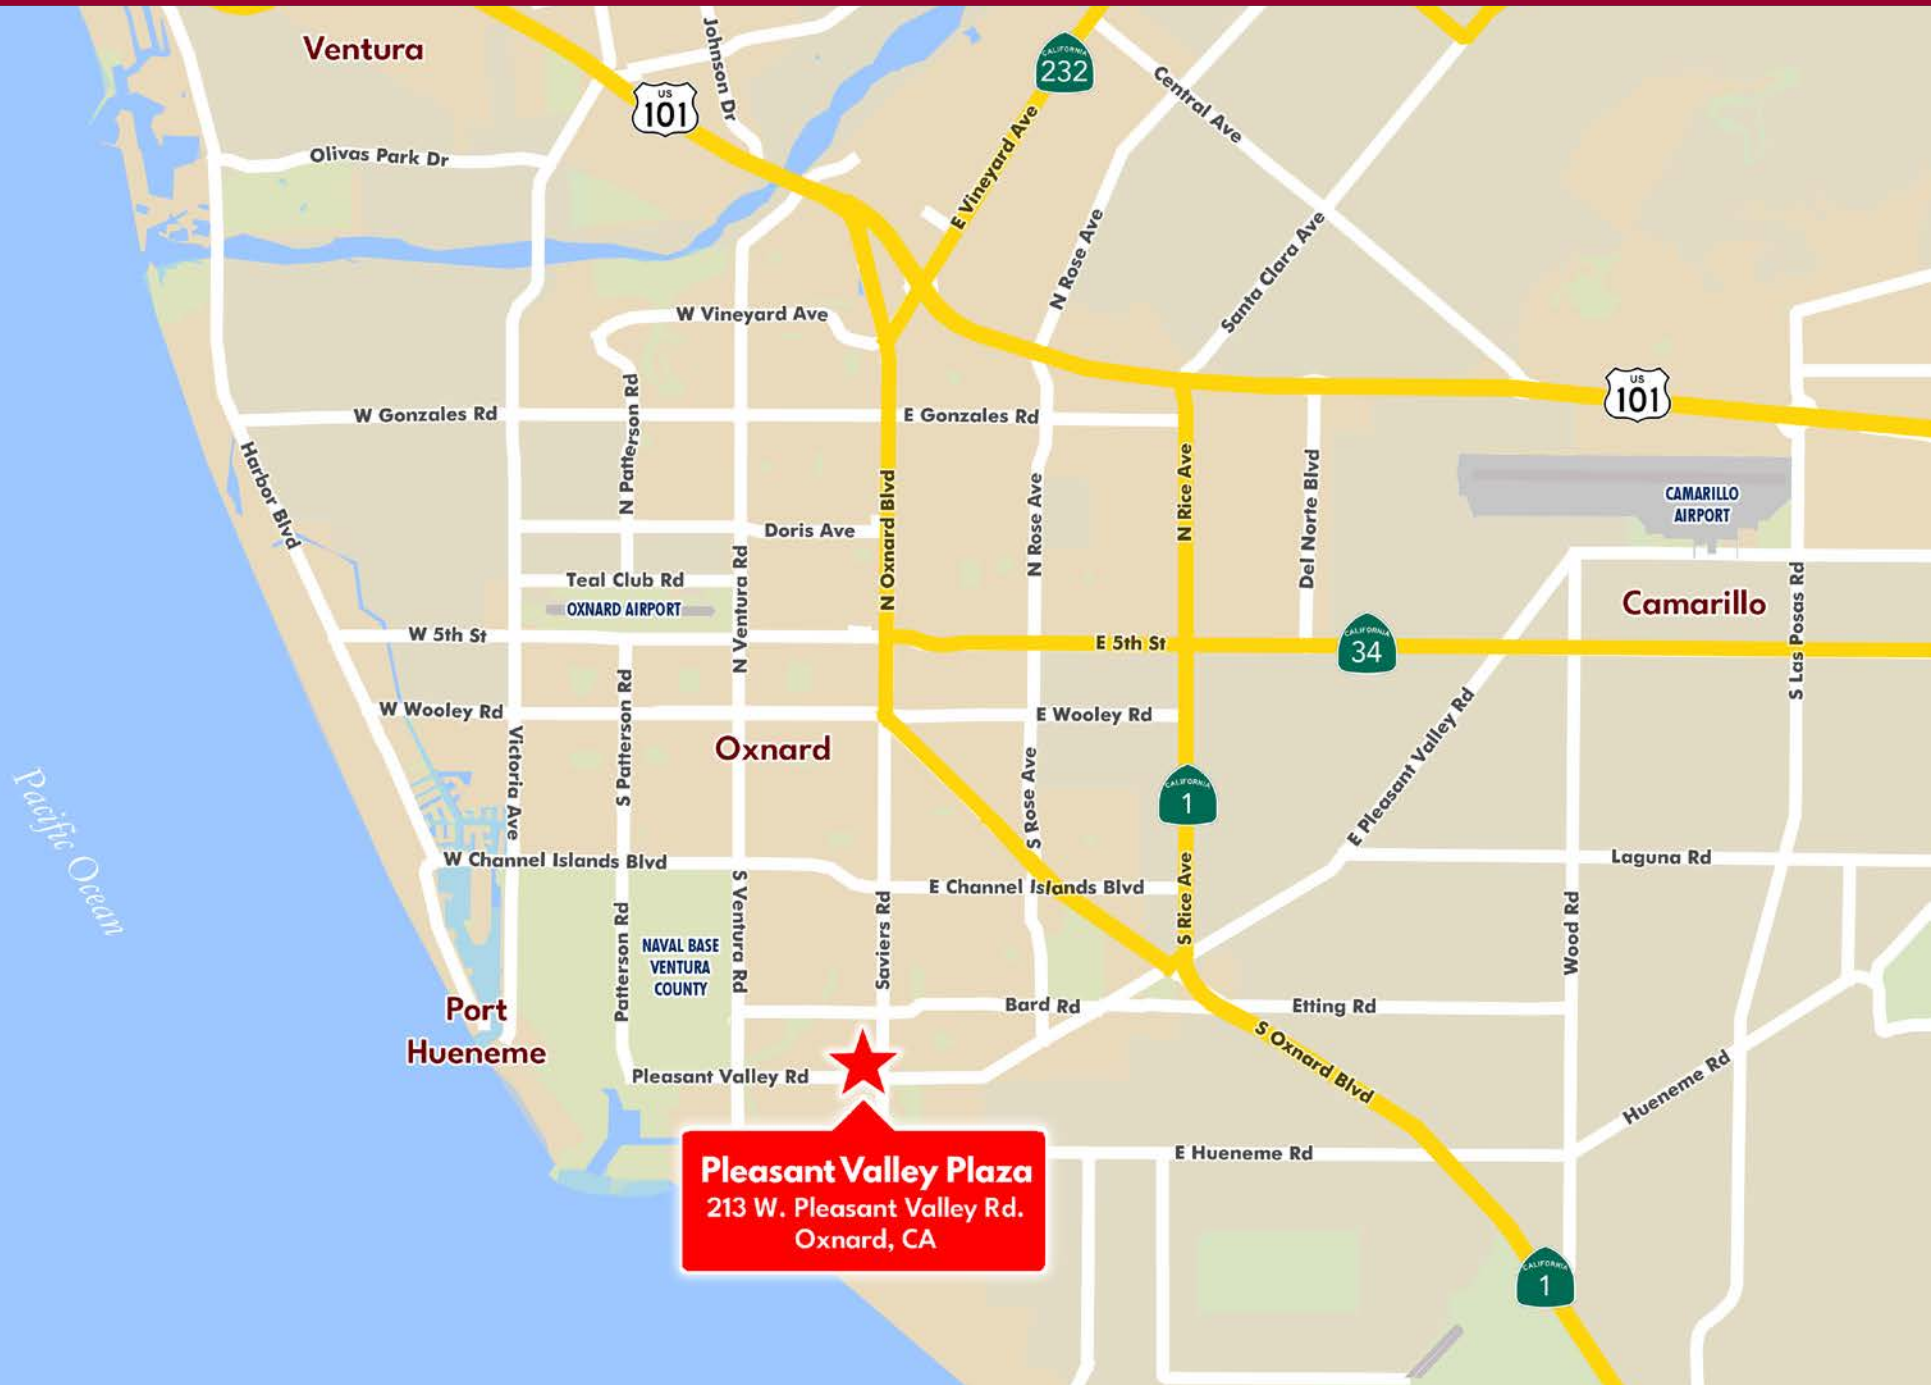 Ventura
Johnson Dr
US
101
CALIFORNIA
232
Central Ave
Olivas Park Dr
E Vineyard Ave
N Rose Ave
Santa Clara Ave
W Vineyard Ave
US
101
W Gonzales Rd
N Patterson Rd
E Gonzales Rd
Harbor Blvd
N Oxnard Blvd
N Rose Ave
N Rice Ave
Del Norte Blvd
CAMARILLO
AIRPORT
Doris Ave
Teal Club Rd
OXNARD AIRPORT
N Ventura Rd
Camarillo
S Las Posas Rd
W 5th St
E 5th St
CALIFORNIA
34
S Patterson Rd
W Wooley Rd
E Wooley Rd
Victoria Ave
Oxnard
S Rose Ave
CALIFORNIA
1
E Pleasant Valley Rd
Pacific Ocean
W Channel Islands Blvd
E Channel Islands Blvd
Laguna Rd
S Ventura Rd
Saviers Rd
S Rice Ave
Wood Rd
Patterson Rd
NAVAL BASE
VENTURA
COUNTY
Port
Hueneme
Bard Rd
Etting Rd
S Oxnard Blvd
Pleasant Valley Rd
Hueneme Rd
E Hueneme Rd
Pleasant Valley Plaza
213 W. Pleasant Valley Rd.
Oxnard, CA
CALIFORNIA
1